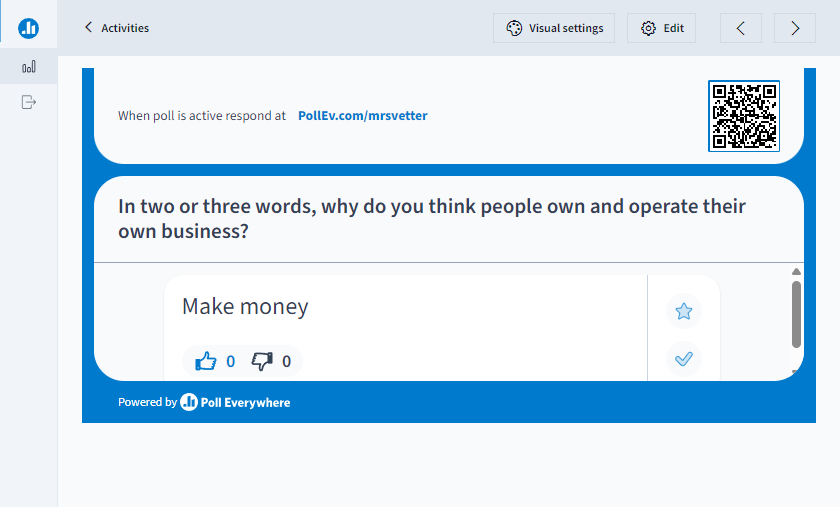 Activities
Visual settings
Edit
When poll is active respond at PollEv.com/mrsvetter
In two or three words, why do you think people own and operate their
own business?
Make money
0
0
Powered by Poll Everywhere